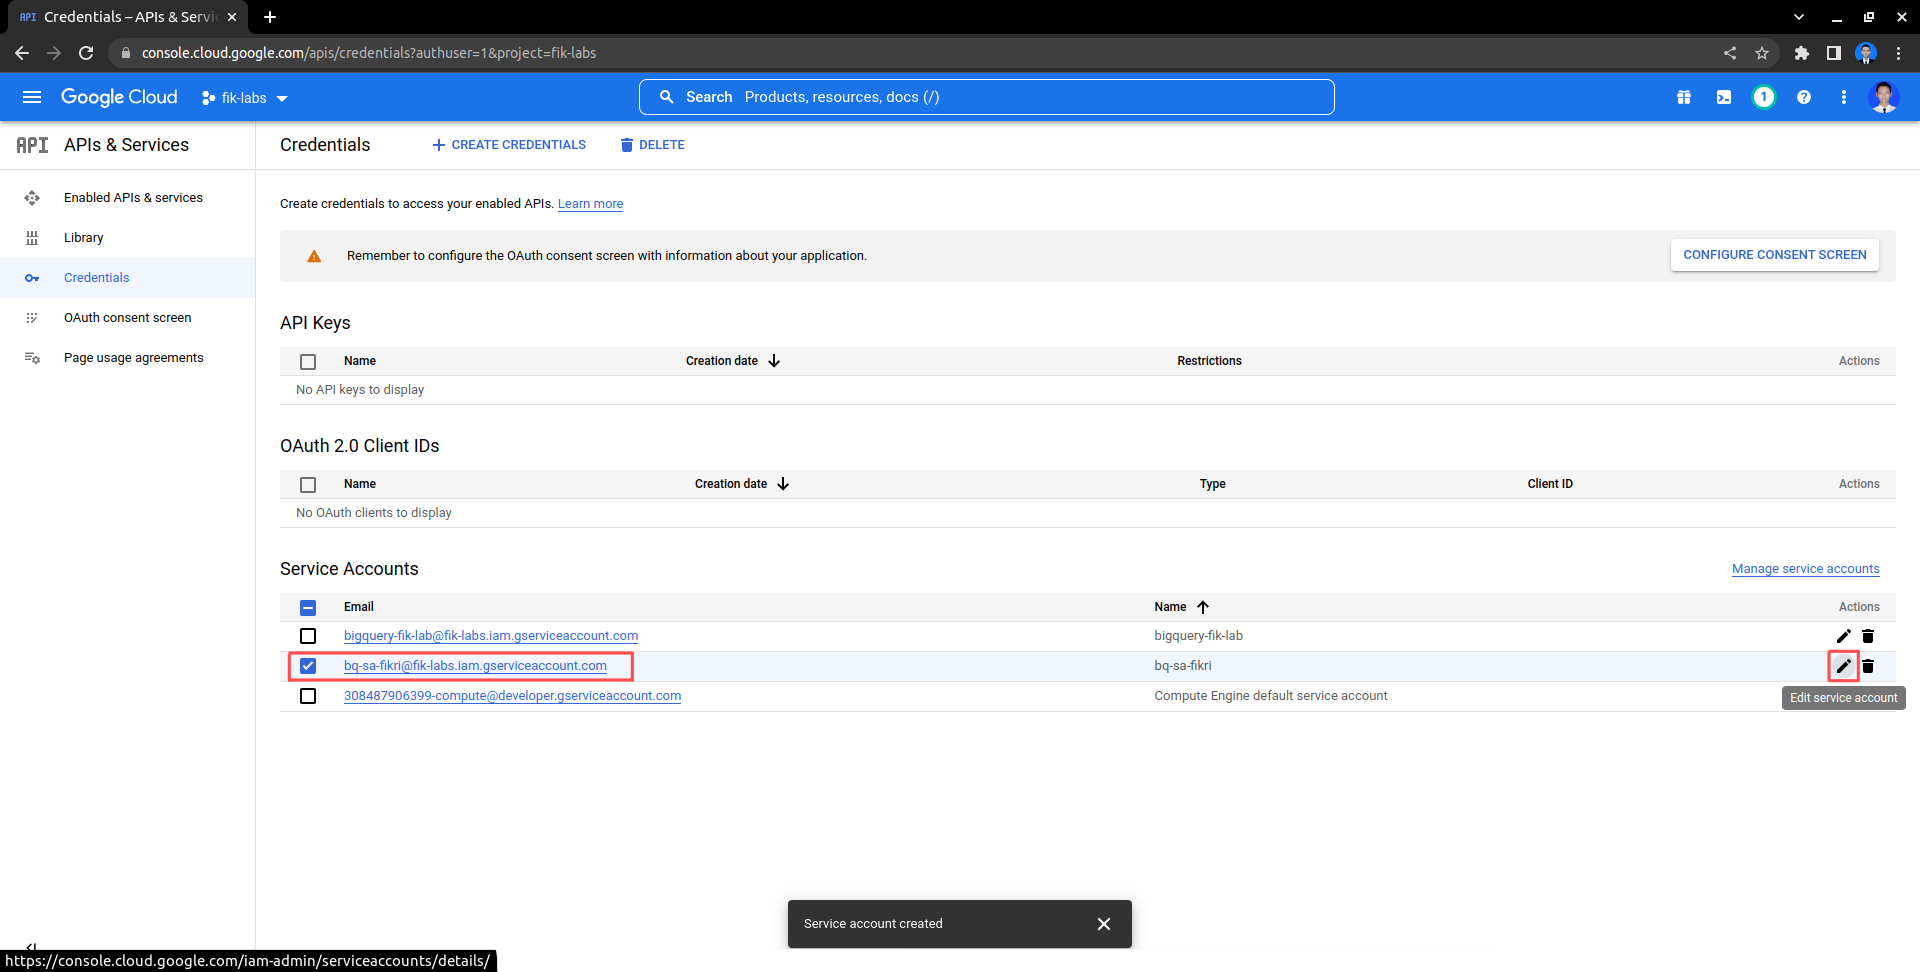 API Credentials – APIs & Servi
console.cloud.google.com/apis/credentials?authuser=1&project=fik-labs
Google Cloud fik-labs Search Products, resources, docs (/) 1
API APIs & Services
Credentials CREATE CREDENTIALS DELETE
Enabled APIs & services
Library
Credentials
OAuth consent screen
Page usage agreements
Create credentials to access your enabled APIs. Learn more
Remember to configure the OAuth consent screen with information about your application. CONFIGURE CONSENT SCREEN
API Keys
Name Creation date Restrictions Actions
No API keys to display
OAuth 2.0 Client IDs
Name Creation date Type Client ID Actions
No OAuth clients to display
Service Accounts Manage service accounts
Email Name Actions
bigquery-fik-lab@fik-labs.iam.gserviceaccount.com bigquery-fik-lab
bq-sa-fikri@fik-labs.iam.gserviceaccount.com bq-sa-fikri
308487906399-compute@developer.gserviceaccount.com Compute Engine default service account
Edit service account
Service account created
https://console.cloud.google.com/iam-admin/serviceaccounts/details/